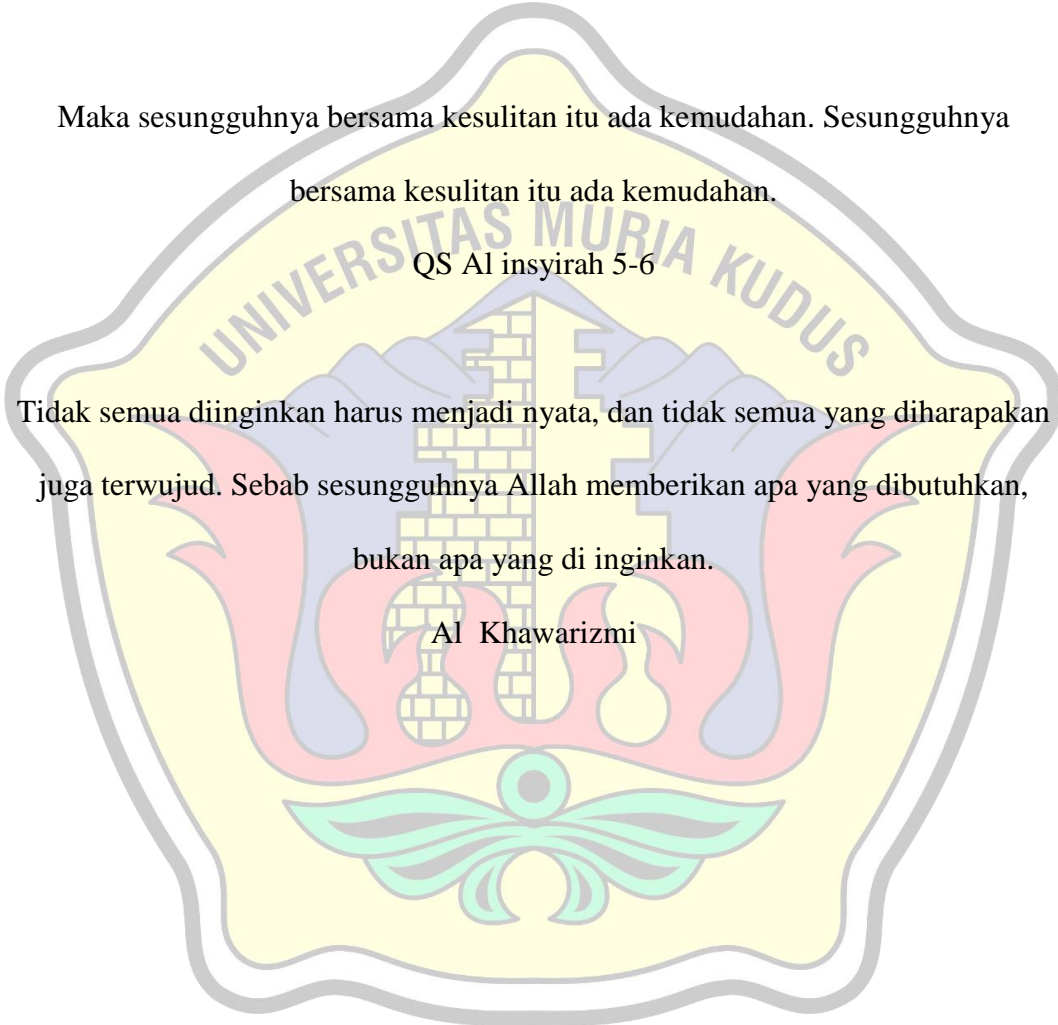 Maka sesungguhnya bersama kesulitan itu ada kemudahan. Sesungguhnya
bersama kesulitan itu ada kemudahan.
UNIVERSITAS MURIA KUDUS
QS Al insyirah 5-6
Tidak semua diinginkan harus menjadi nyata, dan tidak semua yang diharapakan
juga terwujud. Sebab sesungguhnya Allah memberikan apa yang dibutuhkan,
bukan apa yang di inginkan.
Al  Khawarizmi